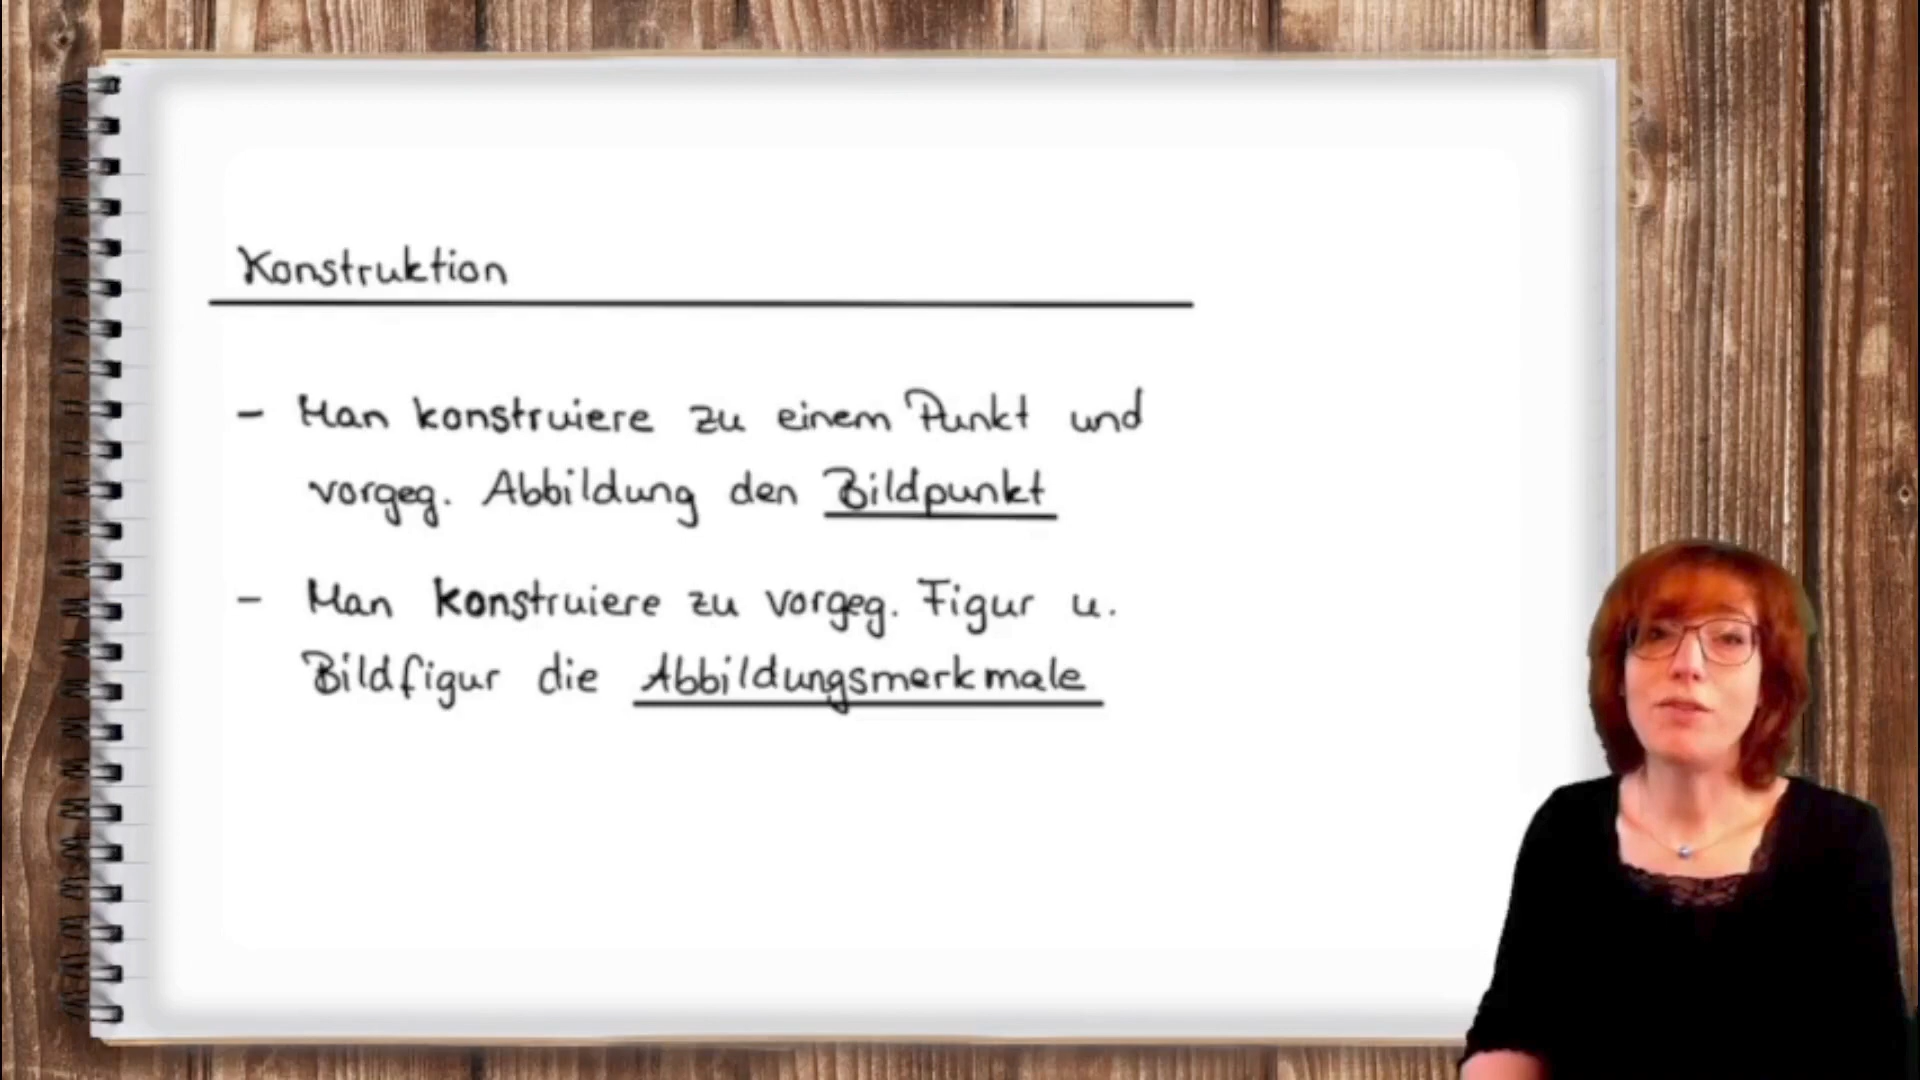 Konstruktion
- Man konstruiere zu einem Punkt und
vorgeg. Abbildung den Bildpunkt
- Man konstruiere zu vorgeg. Figur u.
Bildfigur die Abbildungsmerkmale